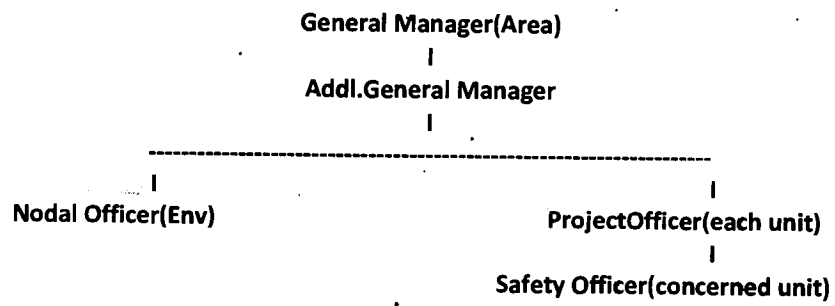 General Manager(Area)
Addl.General Manager
Nodal Officer(Env)
ProjectOfficer(each unit)
Safety Officer(concerned unit)